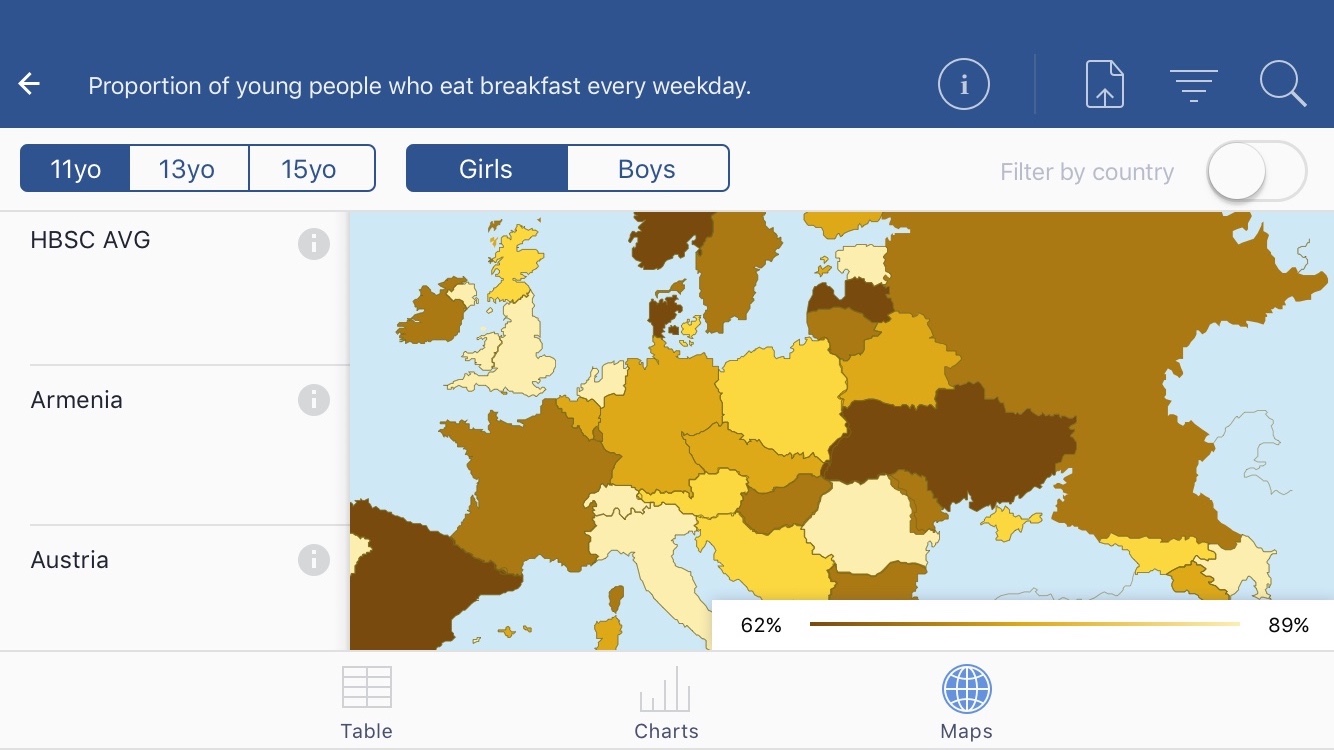 Proportion of young people who eat breakfast every weekday.
i
11yo 13yo 15yo Girls Boys Filter by country
HBSC AVG i
Armenia i
Austria i
62% 89%
Table Charts Maps